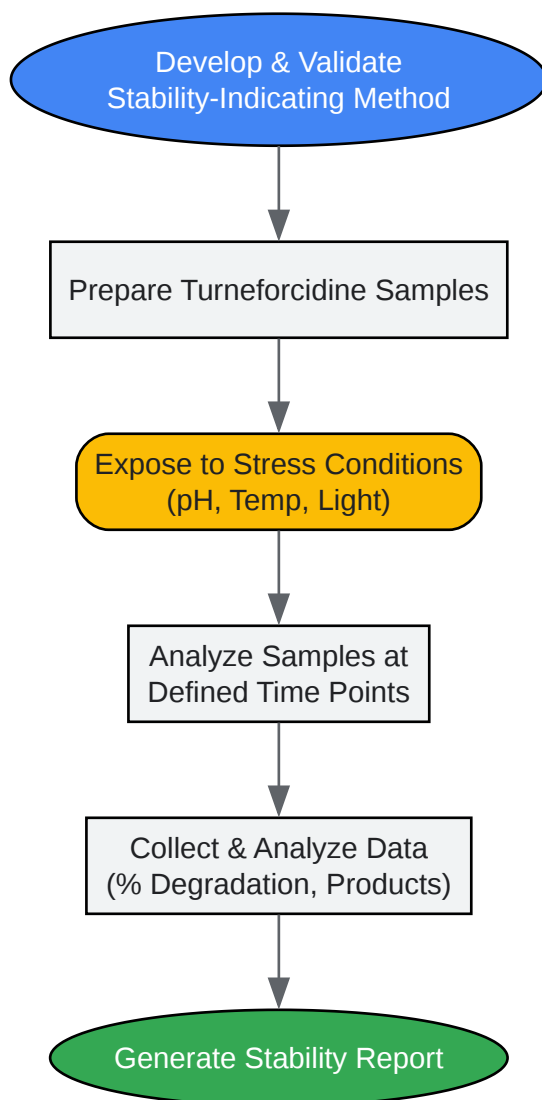 Develop & Validate
Stability-Indicating Method
Prepare Turneforcidine Samples
Expose to Stress Conditions
(pH, Temp, Light)
Analyze Samples at
Defined Time Points
Collect & Analyze Data
(% Degradation, Products)
Generate Stability Report